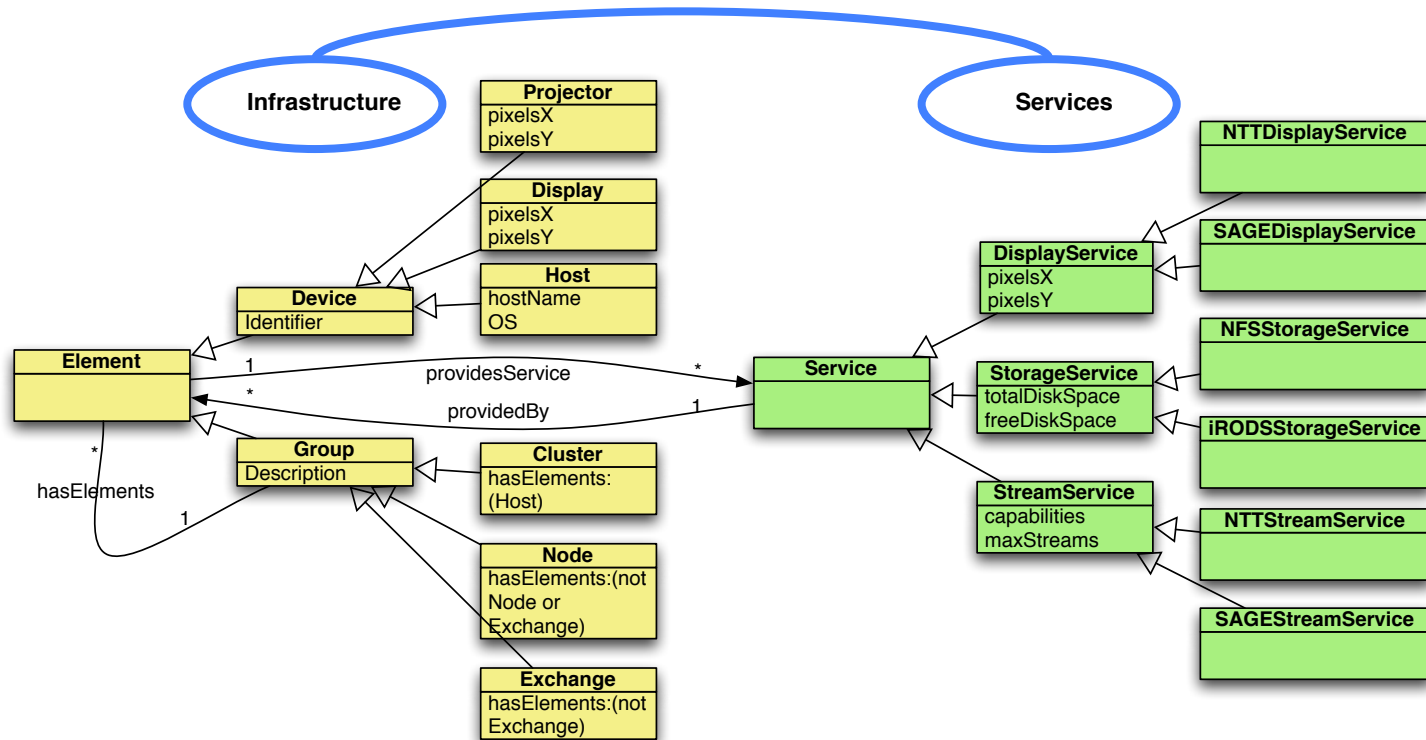 Infrastructure
Services
Projector
pixelsX
pixelsY
Display
pixelsX
pixelsY
Host
hostName
OS
Device
Identifier
Element
1
providesService
*
*
providedBy
1
Group
Description
*
hasElements
1
Cluster
hasElements:
(Host)
Node
hasElements:(not
Node or
Exchange)
Exchange
hasElements:(not
Exchange)
Service
DisplayService
pixelsX
pixelsY
StorageService
totalDiskSpace
freeDiskSpace
StreamService
capabilities
maxStreams
NTTDisplayService
SAGEDisplayService
NFSStorageService
iRODSStorageService
NTTStreamService
SAGEStreamService